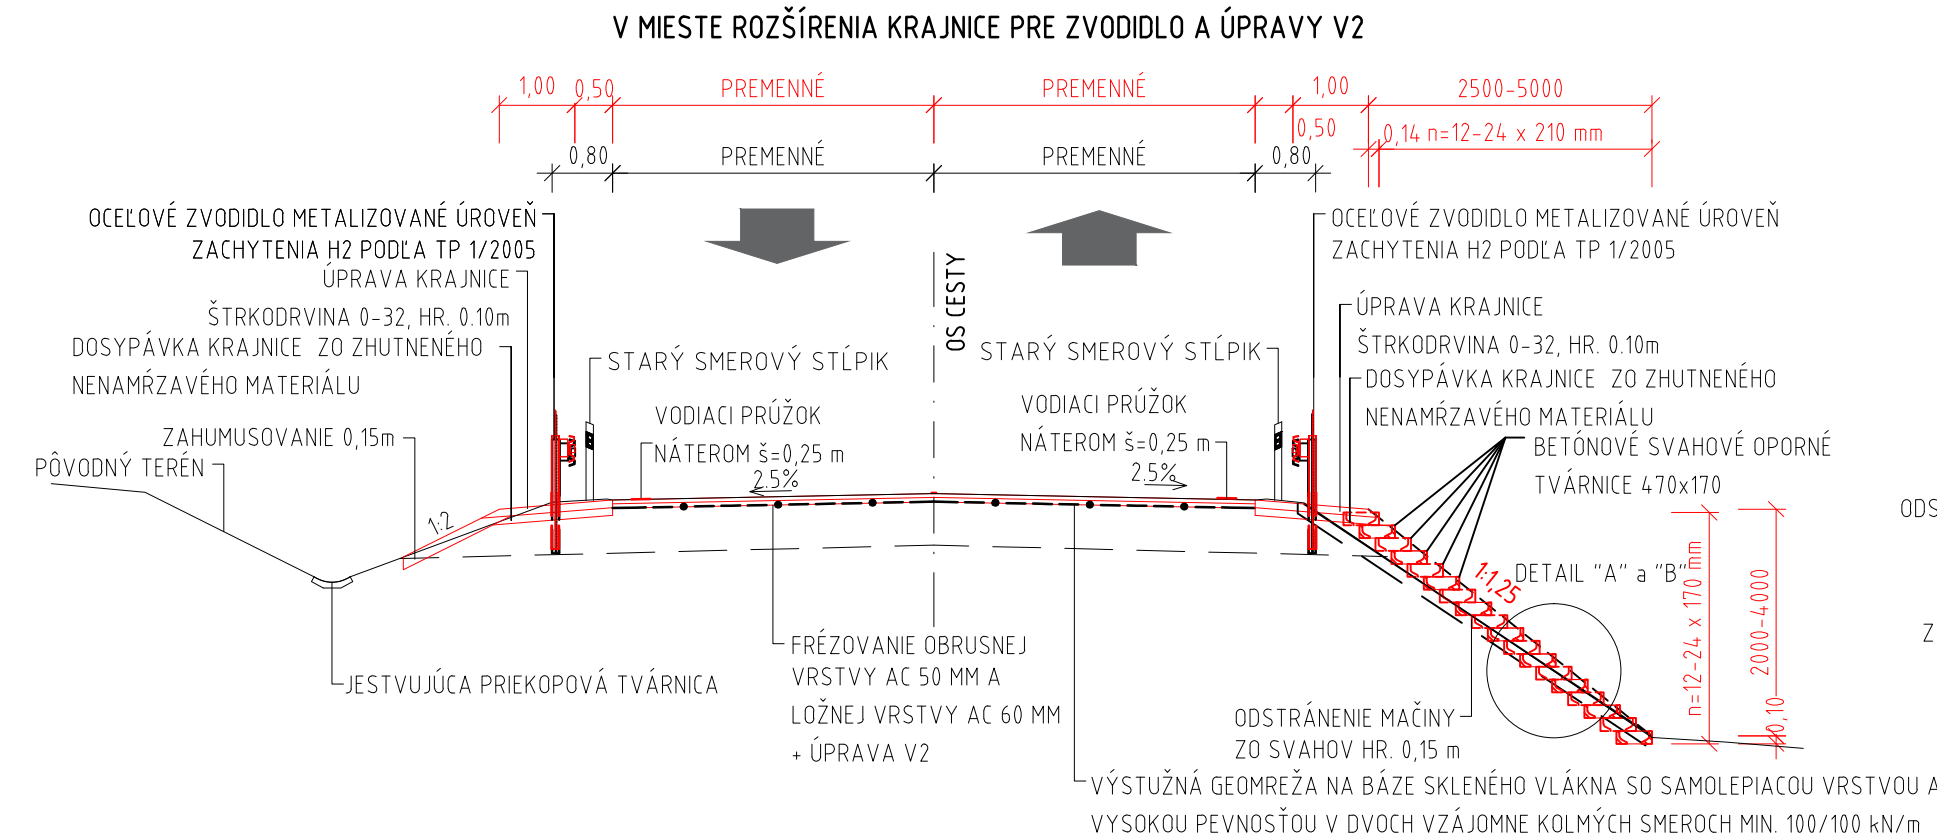 V MIESTE ROZŠÍRENIA KRAJNICE PRE ZVODIDLO A ÚPRAVY V2
1,00
0,50
PREMENNÉ
PREMENNÉ
1,00
2500-5000
0,50
0,14
n=12-24 x 210 mm
0,80
PREMENNÉ
PREMENNÉ
0,80
OCEĽOVÉ ZVODIDLO METALIZOVANÉ ÚROVEŇ
ZACHYTENIA H2 PODĽA TP 1/2005
ÚPRAVA KRAJNICE
ŠTRKODRVINA 0-32, HR. 0.10m
DOSYPÁVKA KRAJNICE ZO ZHUTNENÉHO
NENAMŔZAVÉHO MATERIÁLU
ZAHUMUSOVANIE 0,15m
PÔVODNÝ TERÉN
1:2
STARÝ SMEROVÝ STĹPIK
VODIACI PRÚŽOK
NÁTEROM š=0,25 m
2.5%
OS CESTY
STARÝ SMEROVÝ STĹPIK
VODIACI PRÚŽOK
NÁTEROM š=0,25 m
2.5%
OCEĽOVÉ ZVODIDLO METALIZOVANÉ ÚROVEŇ
ZACHYTENIA H2 PODĽA TP 1/2005
ÚPRAVA KRAJNICE
ŠTRKODRVINA 0-32, HR. 0.10m
DOSYPÁVKA KRAJNICE ZO ZHUTNENÉHO
NENAMŔZAVÉHO MATERIÁLU
BETÓNOVÉ SVAHOVÉ OPORNÉ
TVÁRNICE 470x170
1:1,25
DETAIL "A" a "B"
n=12-24 x 170 mm
2000-4000
0,10
ODS
Z
JESTVUJÚCA PRIEKOPOVÁ TVÁRNICA
FRÉZOVANIE OBRUSNEJ
VRSTVY AC 50 MM A
LOŽNEJ VRSTVY AC 60 MM
+ ÚPRAVA V2
ODSTRÁNENIE MAČINY
ZO SVAHOV HR. 0,15 m
VÝSTUŽNÁ GEOMREŽA NA BÁZE SKLENÉHO VLÁKNA SO SAMOLEPIACOU VRSTVOU A
VYSOKOU PEVNOSŤOU V DVOCH VZÁJOMNE KOLMÝCH SMEROCH MIN. 100/100 kN/m